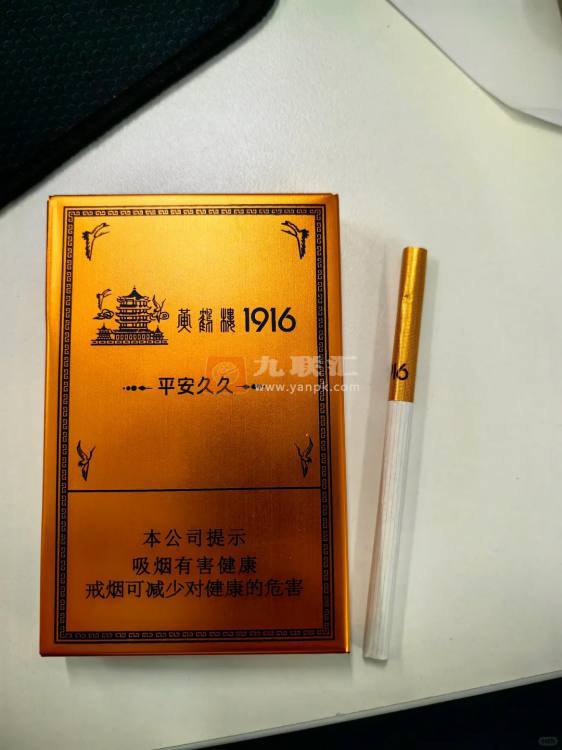 黄鹤楼 1916
九联汇
www.yanpk.com
平安久久
本公司提示
吸烟有害健康
戒烟可减少对健康的危害
16